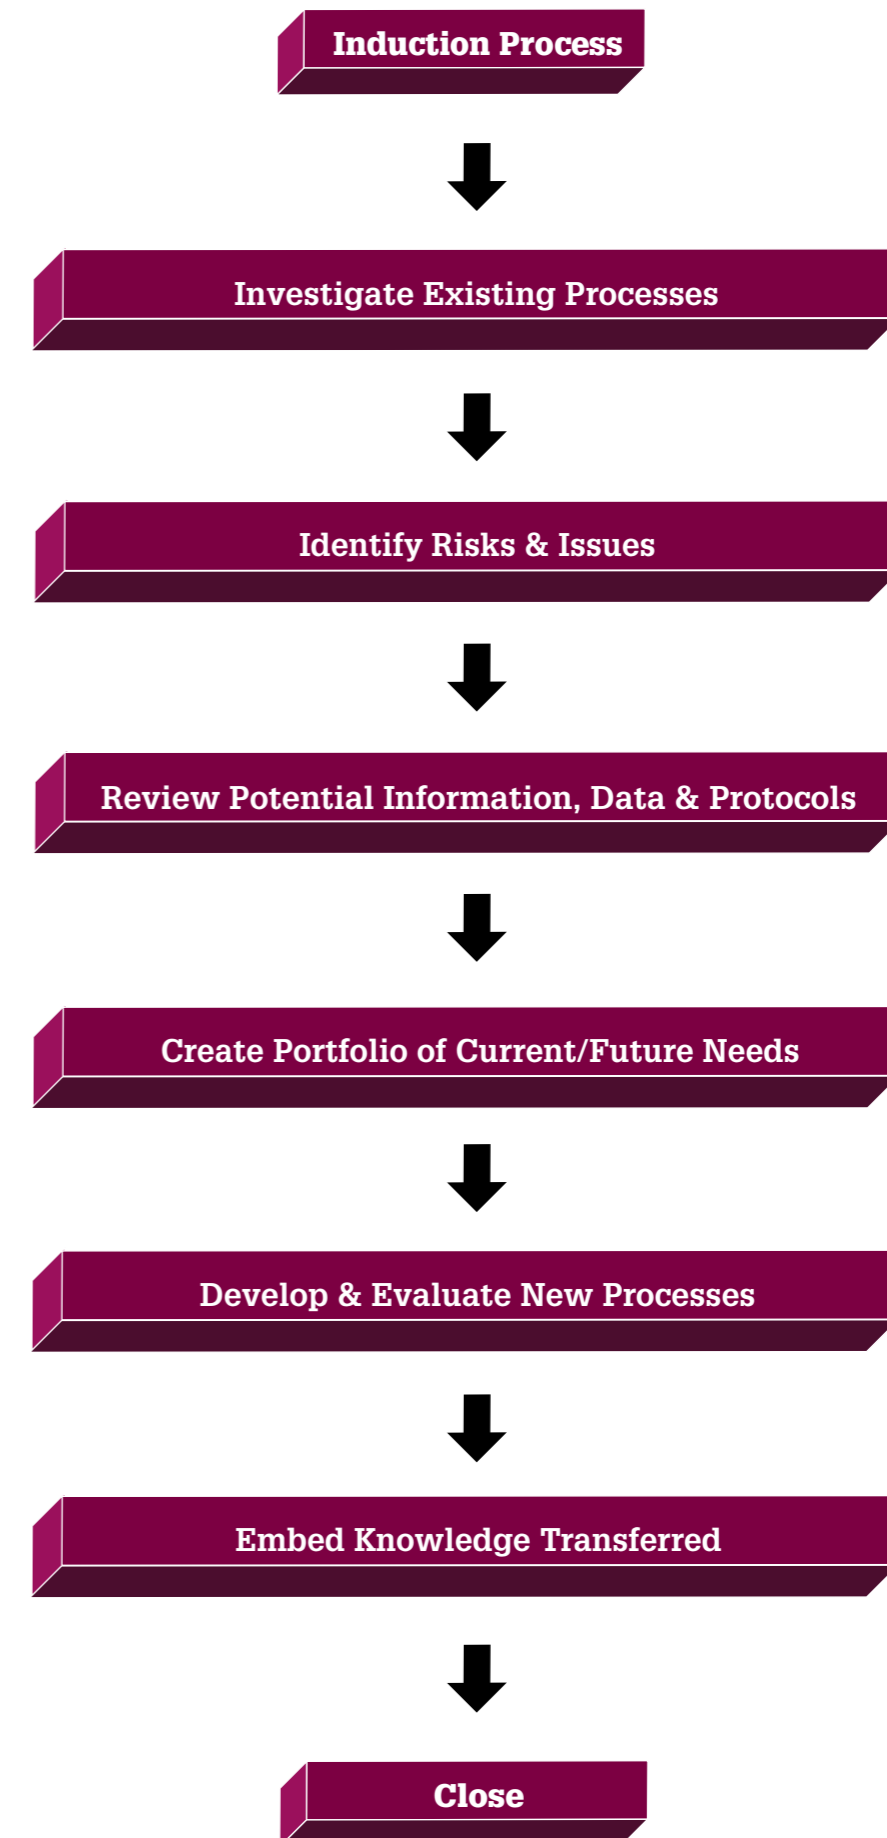 Induction Process
Investigate Existing Processes
Identify Risks & Issues
Review Potential Information, Data & Protocols
Create Portfolio of Current/Future Needs
Develop & Evaluate New Processes
Embed Knowledge Transferred
Close